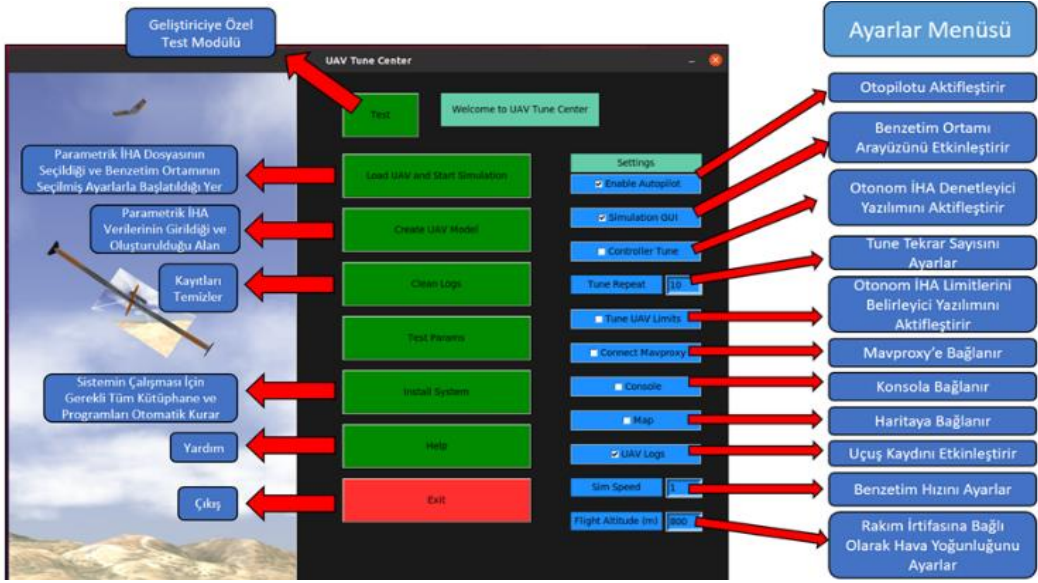 Geliştiriciye Özel
Test Modülü
Ayarlar Menüsü
UAV Tune Center
Test
Welcome to UAV Tune Center
Parametrik İHA Dosyasının
Seçildiği ve Benzetim Ortamının
Seçilmiş Ayarlarla Başlatıldığı Yer
Parametrik İHA
Verilerinin Girildiği ve
Oluşturulduğu Alan
Kayıtları
Temizler
Sistemin Çalışması İçin
Gerekli Tüm Kütüphane ve
Programları Otomatik Kurar
Yardım
Çıkış
Load UAV and Start Simulation
Create UAV Model
Clean Logs
Test Params
Install System
Help
Exit
Settings
Enable Autopilot
Simulation GUI
Controller Tune
Tune Repeat 10
Tune UAV Limits
Connect Mavproxy
Console
Map
UAV Logs
Sim Speed 1
Flight Altitude (m) 800
Otopilotu Aktifleştirir
Benzetim Ortamı
Arayüzünü Etkinleştirir
Otonom İHA Denetleyici
Yazılımını Aktifleştirir
Tune Tekrar Sayısını
Ayarlar
Otonom İHA Limitlerini
Belirleyici Yazılımını
Aktifleştirir
Mavproxy'e Bağlanır
Konsola Bağlanır
Haritaya Bağlanır
Uçuş Kaydını Etkinleştirir
Benzetim Hızını Ayarlar
Rakım İrtifasına Bağlı
Olarak Hava Yoğunluğunu
Ayarlar